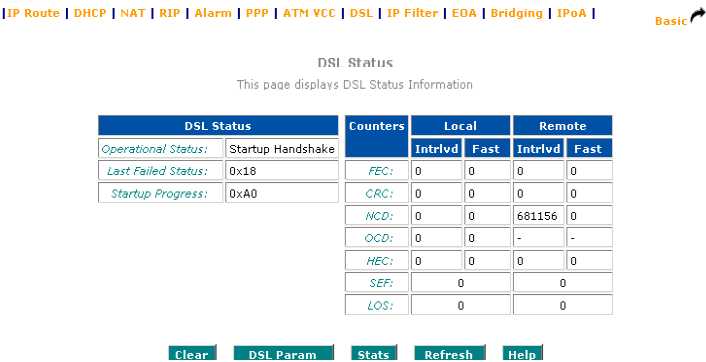 |IP Route | DHCP | NAT | RIP | Alarm | PPP | ATM VCC | DSL | IP Filter | EOA | Bridging | IPoA |
Basic
DSL Status
This page displays DSL Status Information
DSL Status Counters Local Remote
Operational Status: Startup Handshake Intrlvd Fast Intrlvd Fast
Last Failed Status: 0x18 FEC: 0 0 0 0
Startup Progress: 0xA0 CRC: 0 0 0 0
NCD: 0 0 681156 0
OCD: 0 0 - -
HEC: 0 0 0 0
SEF: 0 0
LOS: 0 0
Clear DSL Param Stats Refresh Help